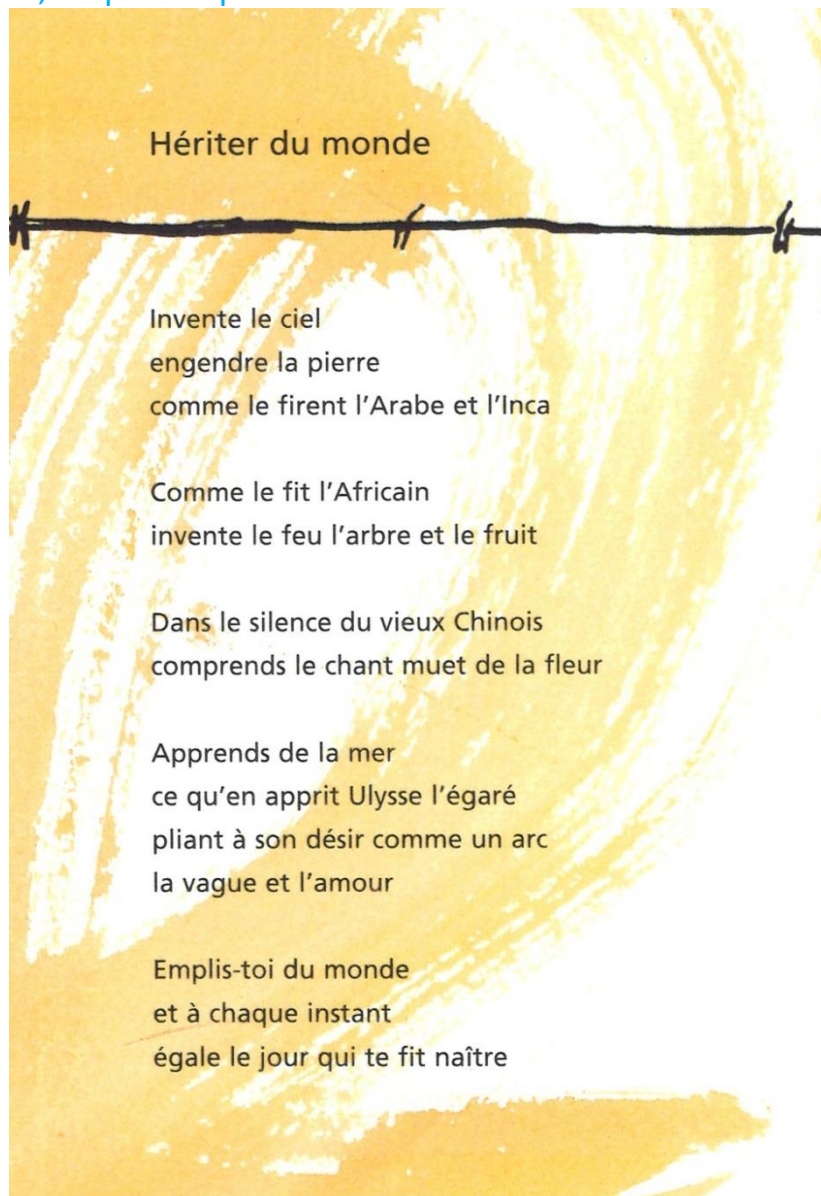 Hériter du monde
Invente le ciel
engendre la pierre
comme le firent l'Arabe et l'Inca
Comme le fit l'Africain
invente le feu l'arbre et le fruit
Dans le silence du vieux Chinois
comprends le chant muet de la fleur
Apprends de la mer
ce qu'en apprit Ulysse l'égaré
pliant à son désir comme un arc
la vague et l'amour
Emplis-toi du monde
et à chaque instant
égale le jour qui te fit naître